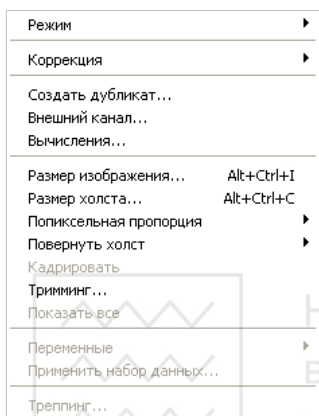 Режим
Коррекция
Создать дубликат...
Внешний канал...
Вычисления...
Размер изображения... Alt+Ctrl+I
Размер холста... Alt+Ctrl+C
Попиксельная пропорция
Повернуть холст
Кадрировать
Тримминг...
Показать все
Переменные
Применить набор данных...
Треппинг...